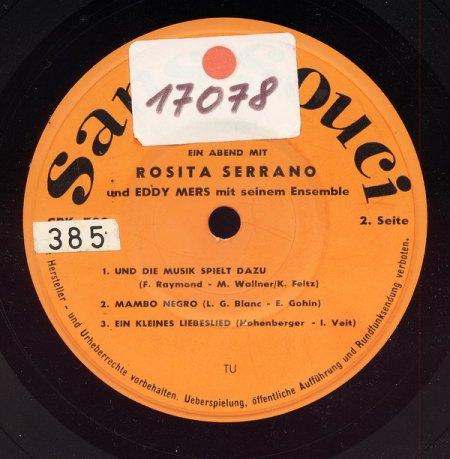 17078
EIN ABEND MIT
ROSITA SERRANO
und EDDY MERS mit seinem Ensemble
2. Seite
385
1. UND DIE MUSIK SPIELT DAZU
(F. Raymond - M. Wallner/K. Feltz)
2. MAMBO NEGRO (L. G. Blanc - E. Gohin)
3. EIN KLEINES LIEBESLIED (Hohenberger - I. Veit)
TU
Hersteller - und Urheberrechte vorbehalten. Ueberspielung, öffentliche Aufführung und Rundfunksendung verboten.